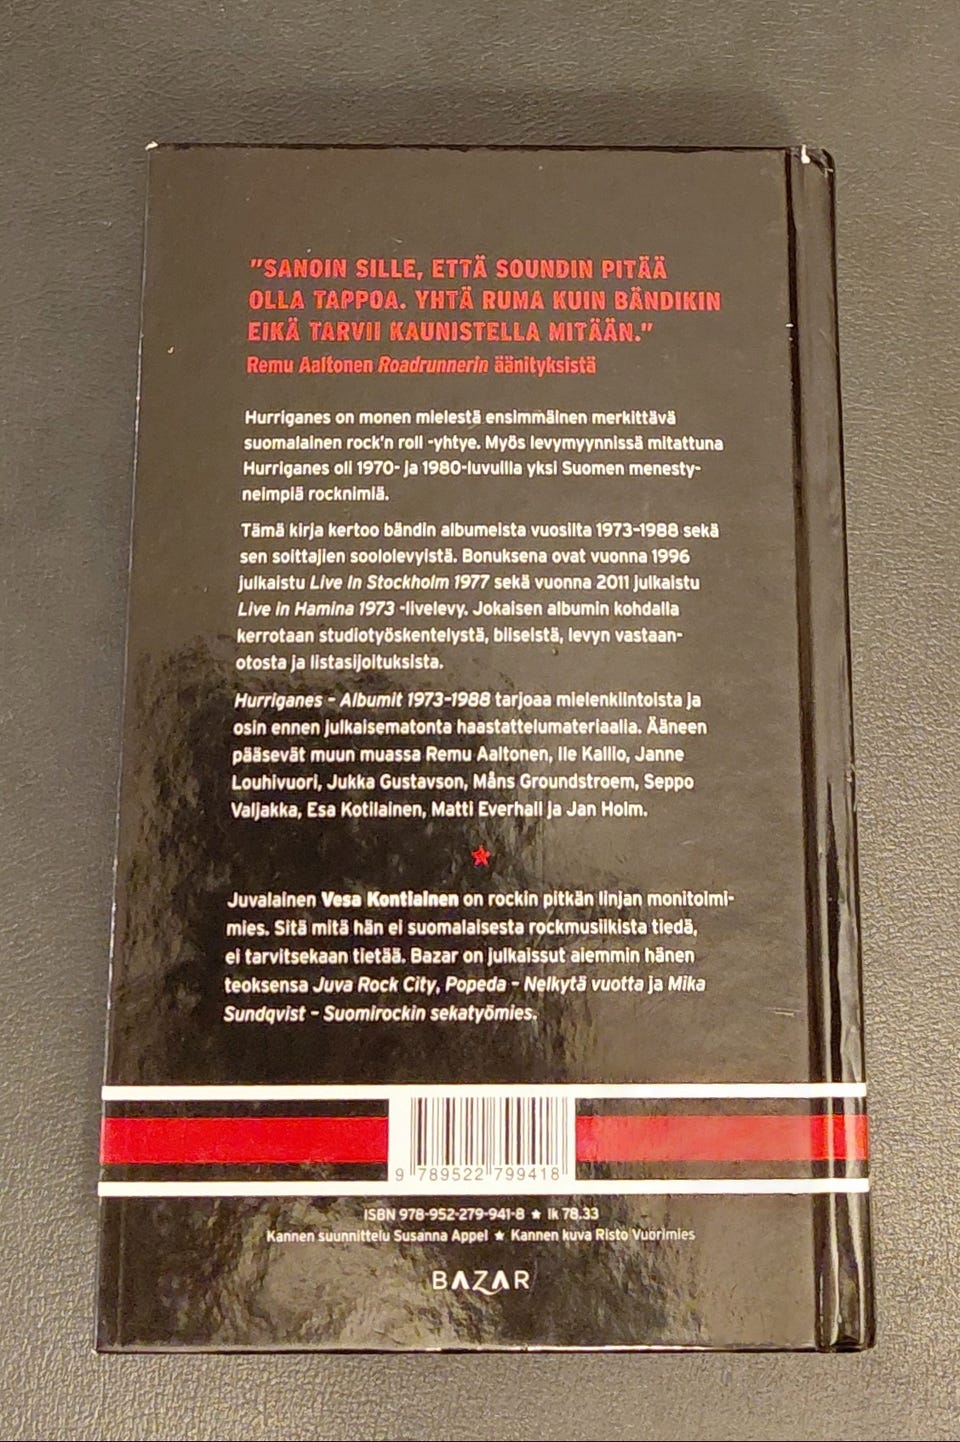 "SANOIN SILLE, ETTÄ SOUNDIN PITÄÄ
OLLA TAPPOA. YHTÄ RUMA KUIN BÄNDIKIN
EIKÄ TARVII KAUNISTELLA MITÄÄN."
Remu Aaltonen Roadrunnerin äänityksistä
Hurriganes on monen mielestä ensimmäinen merkittävä
suomalainen rock'n roll -yhtye. Myös levymyynnissä mitattuna
Hurriganes oli 1970- ja 1980-luvuilla yksi Suomen menesty-
neimpiä rocknimiä.
Tämä kirja kertoo bändin albumeista vuosilta 1973–1988 sekä
sen soittajien soololevyistä. Bonuksena ovat vuonna 1996
julkaistu Live in Stockholm 1977 sekä vuonna 2011 julkaistu
Live in Hamina 1973 -livelevy. Jokaisen albumin kohdalla
kerrotaan studiotyöskentelystä, biiseistä, levyn vastaan-
otosta ja listasijoituksista.
Hurriganes – Albumit 1973–1988 tarjoaa mielenkiintoista ja
osin ennen julkaisematonta haastattelumateriaalia. Ääneen
pääsevät muun muassa Remu Aaltonen, Ile Kallio, Janne
Louhivuori, Jukka Gustavson, Måns Groundstroem, Seppo
Valjakka, Esa Kotilainen, Matti Everhall ja Jan Holm.
Juvalainen Vesa Kontiainen on rockin pitkän linjan monitoimi-
mies. Sitä mitä hän ei suomalaisesta rockmusiikista tiedä,
ei tarvitsekaan tietää. Bazar on julkaissut aiemmin hänen
teoksensa Juva Rock City, Popeda – Nelkytä vuotta ja Mika
Sundqvist – Suomirockin sekatyömies.
9 789522 799418
ISBN 978-952-279-941-8 ★ lk 78.33
Kannen suunnittelu Susanna Appel ★ Kannen kuva Risto Vuorimies
BAZAR